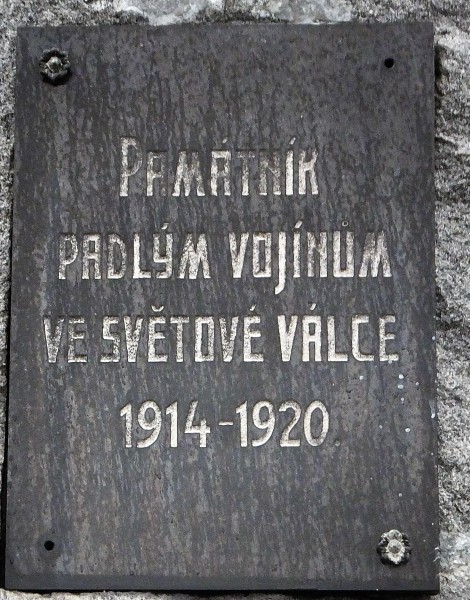 Památník
padlým vojínům
ve světové válce
1914-1920